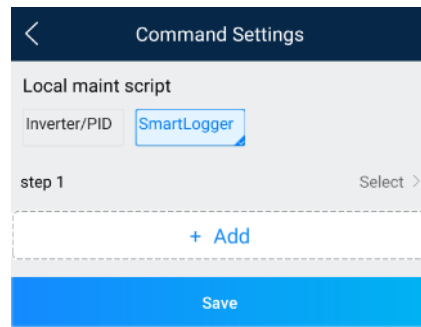 Command Settings
Local maint script
Inverter/PID SmartLogger
step 1 Select
+ Add
Save